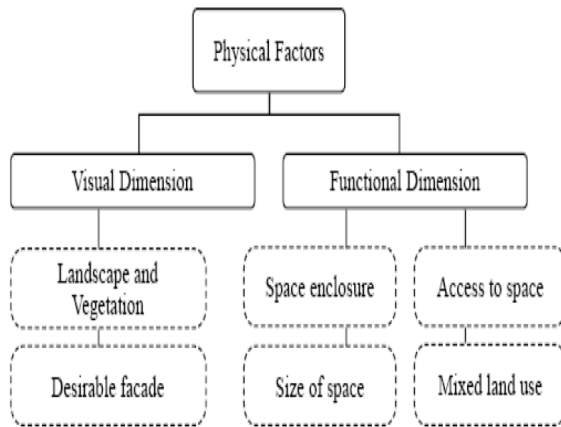 Physical Factors
Visual Dimension
Functional Dimension
Landscape and
Vegetation
Space enclosure
Access to space
Desirable facade
Size of space
Mixed land use